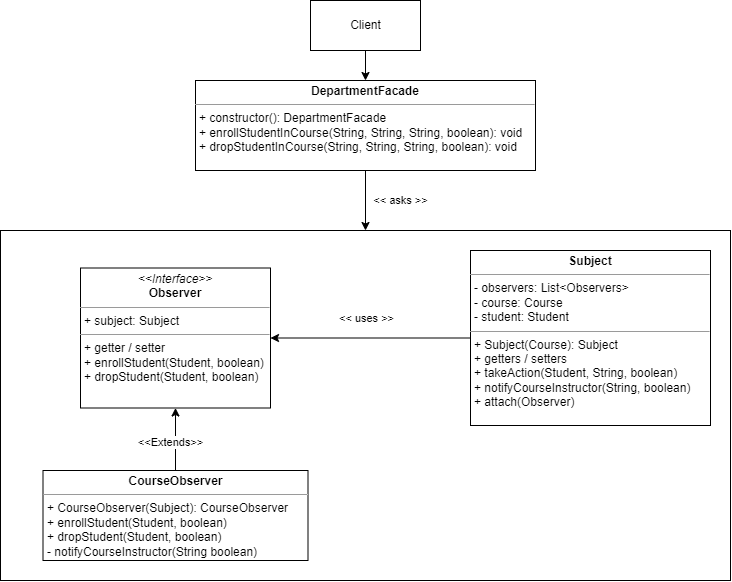 Client
DepartmentFacade
+ constructor(): DepartmentFacade
+ enrollStudentInCourse(String, String, String, boolean): void
+ dropStudentInCourse(String, String, String, boolean): void
<< asks >>
<<Interface>>
Observer
+ subject: Subject
+ getter / setter
+ enrollStudent(Student, boolean)
+ dropStudent(Student, boolean)
<< uses >>
Subject
- observers: List<Observers>
- course: Course
- student: Student
+ Subject(Course): Subject
+ getters / setters
+ takeAction(Student, String, boolean)
+ notifyCourseInstructor(String, boolean)
+ attach(Observer)
<<Extends>>
CourseObserver
+ CourseObserver(Subject): CourseObserver
+ enrollStudent(Student, boolean)
+ dropStudent(Student, boolean)
- notifyCourseInstructor(String boolean)